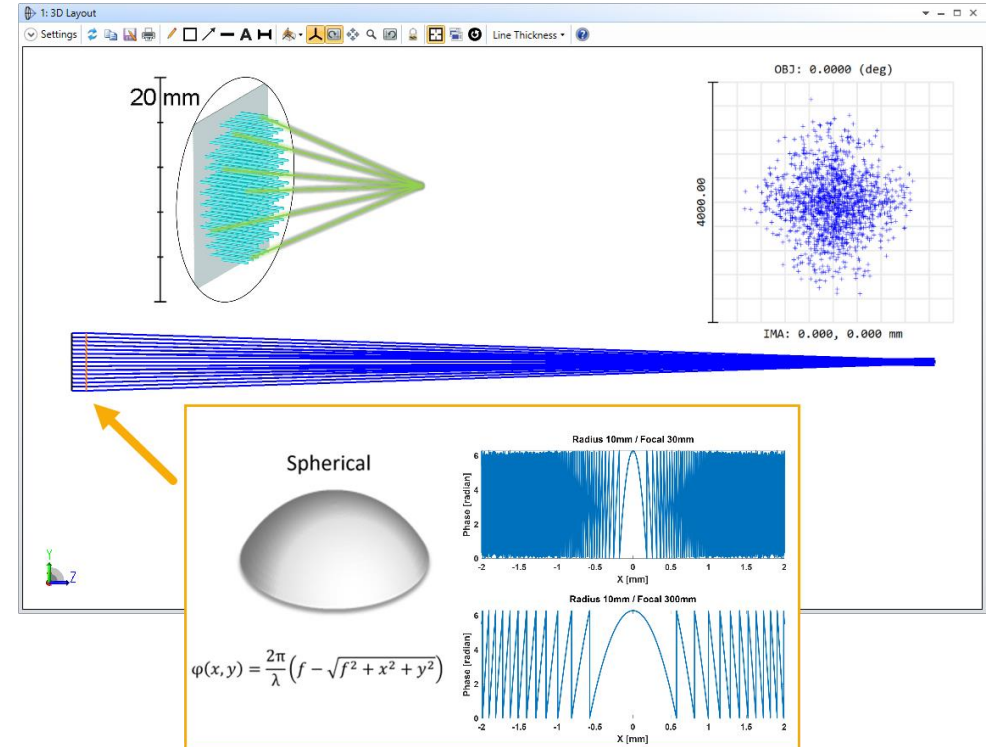 1: 3D Layout
Settings
A
Line Thickness
20 mm
OBJ: 0.0000 (deg)
4000.00
IMA: 0.000, 0.000 mm
Y
Z
Spherical
φ(x, y) = 2π/λ (f − √(f² + x² + y²))
Radius 10mm / Focal 30mm
Phase [radian]
6
4
2
0
-2 -1.5 -1 -0.5 0 0.5 1 1.5 2
X [mm]
Radius 10mm / Focal 300mm
Phase [radian]
6
4
2
0
-2 -1.5 -1 -0.5 0 0.5 1 1.5 2
X [mm]